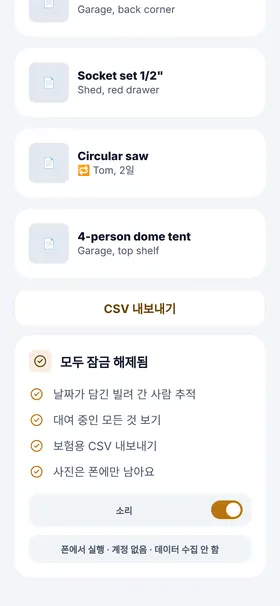 Garage, back corner
Socket set 1/2"
Shed, red drawer
Circular saw
🔁 Tom, 2일
4-person dome tent
Garage, top shelf
CSV 내보내기
모두 잠금 해제됨
날짜가 담긴 빌려 간 사람 추적
대여 중인 모든 것 보기
보험용 CSV 내보내기
사진은 폰에만 남아요
소리
폰에서 실행 · 계정 없음 · 데이터 수집 안 함